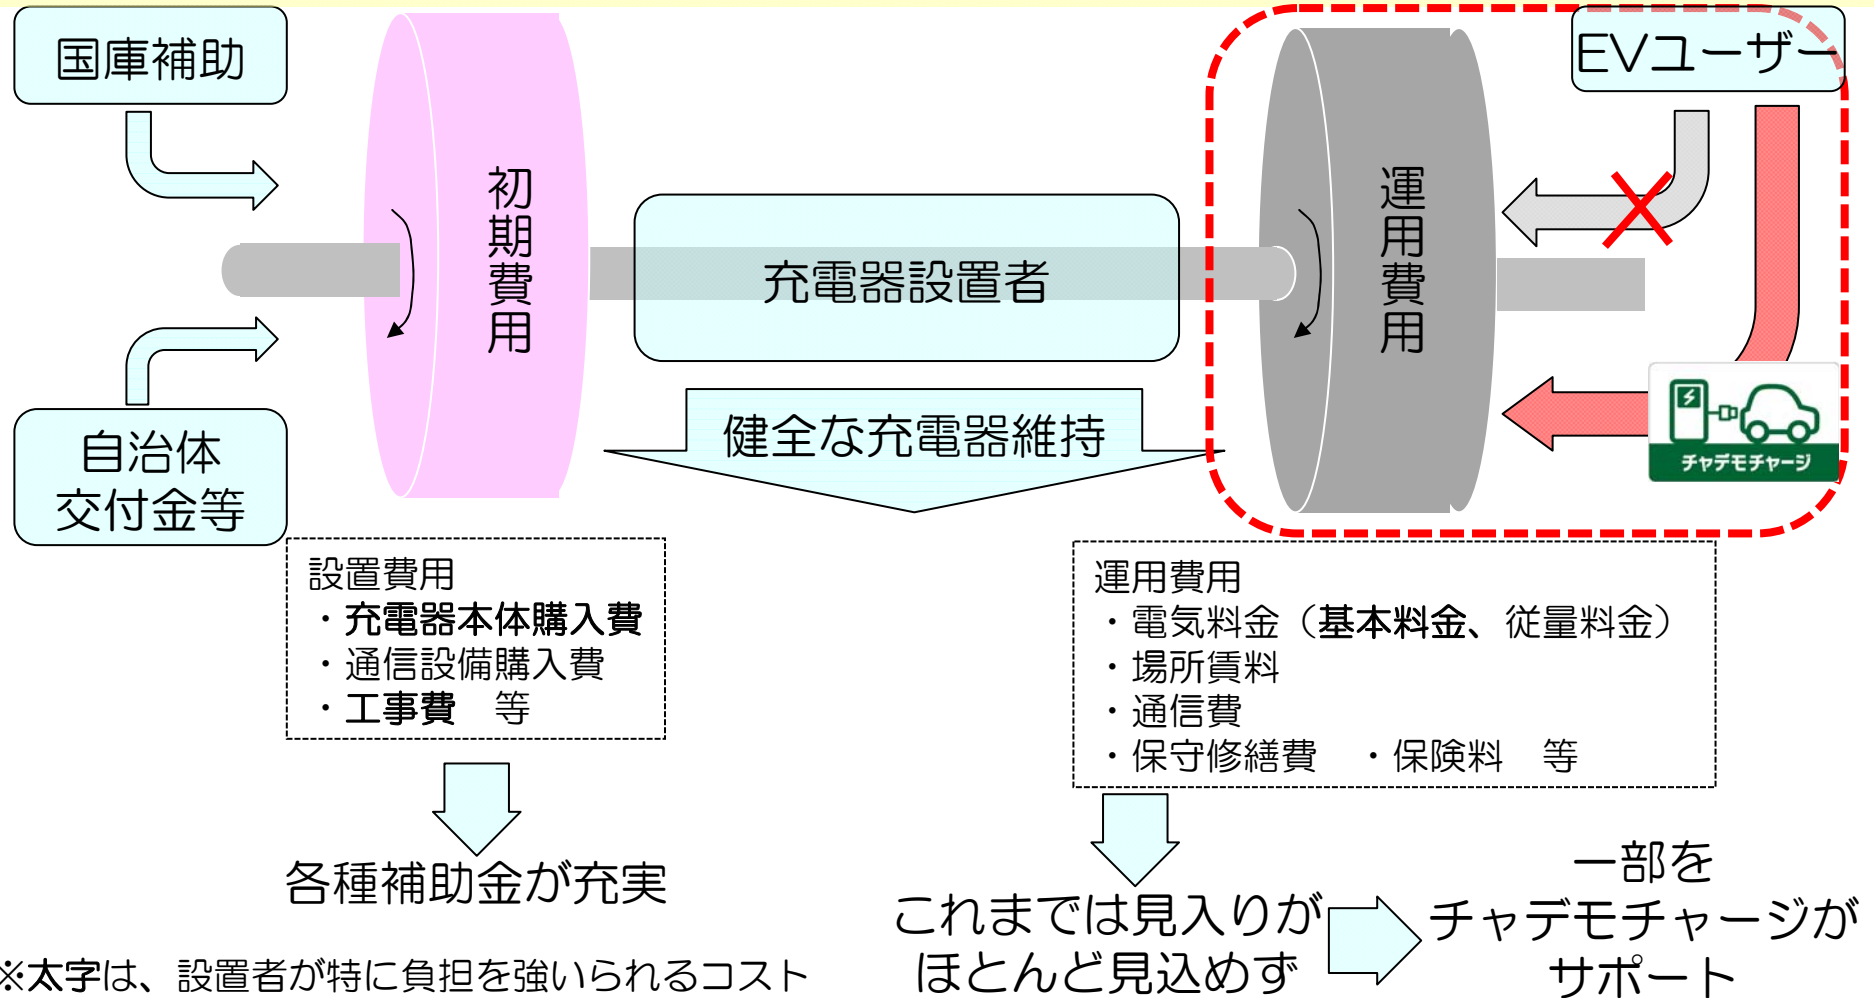 国庫補助
EVユーザー
初期費用
運用費用
充電器設置者
健全な充電器維持
チャデモチャージ
自治体
交付金等
設置費用
・充電器本体購入費
・通信設備購入費
・工事費　等
運用費用
・電気料金（基本料金、従量料金）
・場所賃料
・通信費
・保守修繕費　・保険料　等
各種補助金が充実
これまでは見入りが
ほとんど見込めず
一部を
チャデモチャージが
サポート
※太字は、設置者が特に負担を強いられるコスト